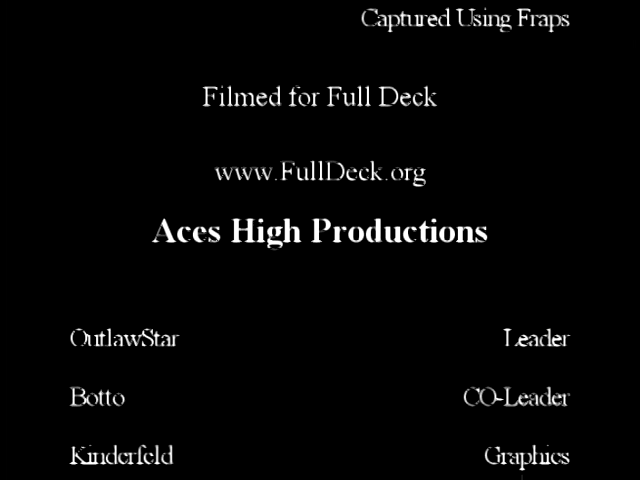 Captured Using Fraps
Filmed for Full Deck
www.FullDeck.org
Aces High Productions
OutlawStar Leader
Botto CO-Leader
Kinderfeld Graphics